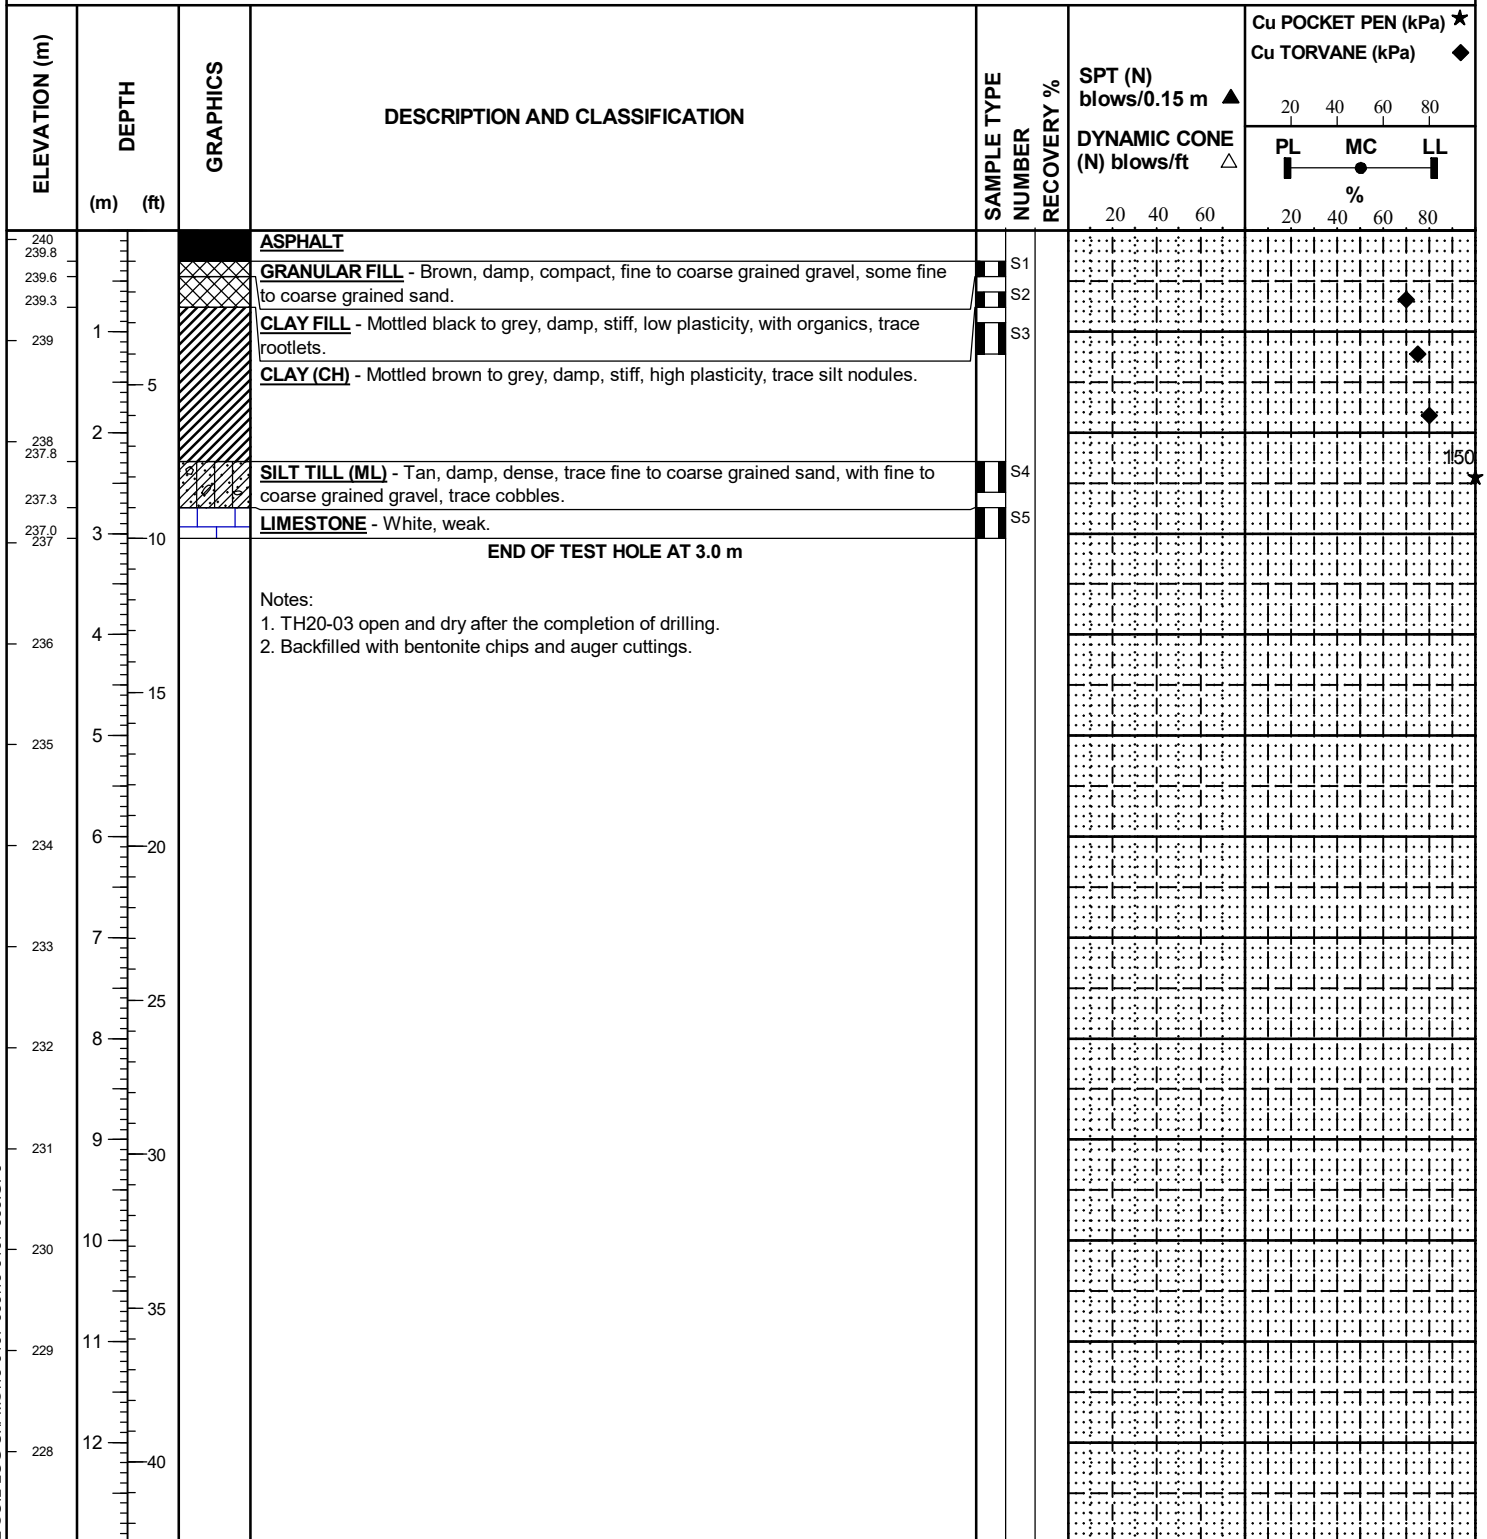 ELEVATION (m)
DEPTH
(m) (ft)
GRAPHICS
DESCRIPTION AND CLASSIFICATION
SAMPLE TYPE
NUMBER
RECOVERY %
SPT (N)
blows/0.15 m
DYNAMIC CONE
(N) blows/ft
20 40 60
Cu POCKET PEN (kPa)
Cu TORVANE (kPa)
20 40 60 80
PL MC LL
%
20 40 60 80
240
239.8
239.6
239.3
239
238
237.8
237.3
237.0
237
236
235
234
233
232
231
230
229
228
1
2
3
4
5
6
7
8
9
10
11
12
5
10
15
20
25
30
35
40
ASPHALT
GRANULAR FILL - Brown, damp, compact, fine to coarse grained gravel, some fine
to coarse grained sand.
CLAY FILL - Mottled black to grey, damp, stiff, low plasticity, with organics, trace
rootlets.
CLAY (CH) - Mottled brown to grey, damp, stiff, high plasticity, trace silt nodules.
SILT TILL (ML) - Tan, damp, dense, trace fine to coarse grained sand, with fine to
coarse grained gravel, trace cobbles.
LIMESTONE - White, weak.
END OF TEST HOLE AT 3.0 m
Notes:
1. TH20-03 open and dry after the completion of drilling.
2. Backfilled with bentonite chips and auger cuttings.
S1
S2
S3
S4
S5
150